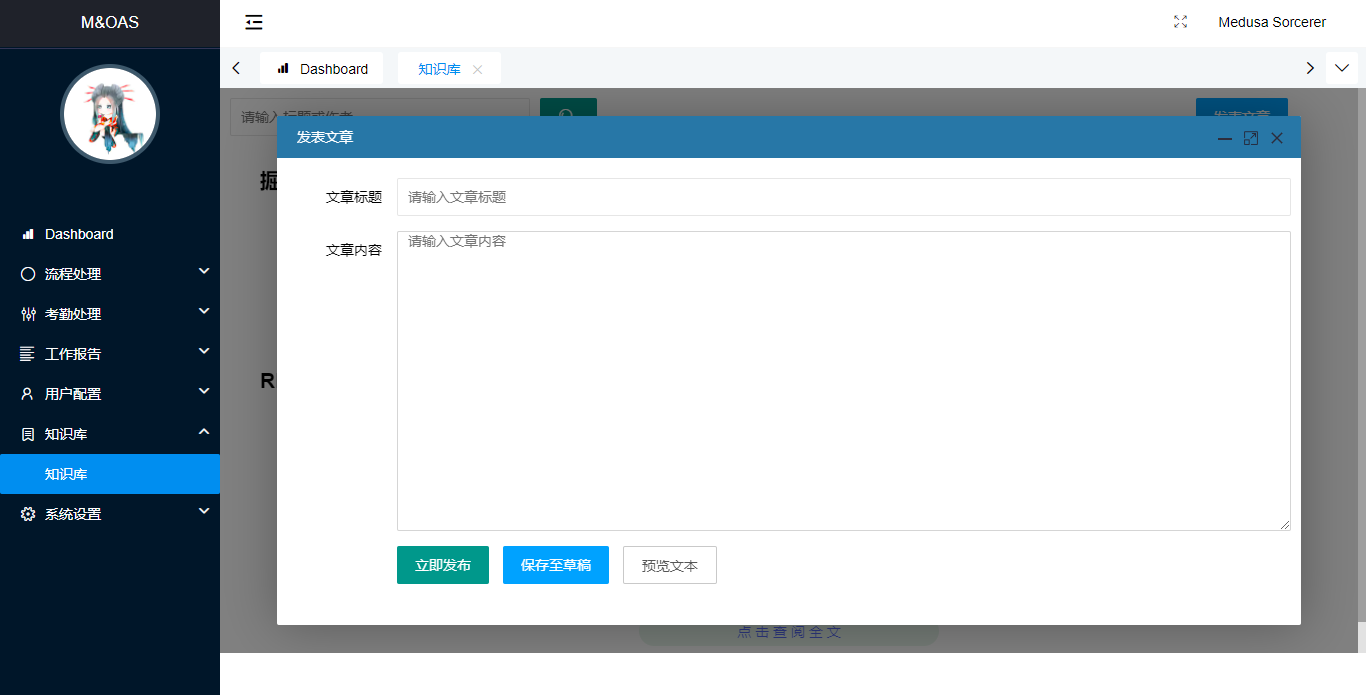 M&OAS
Medusa Sorcerer
Dashboard
知识库
请输入标题或作者
发表文章
发表文章
掘
文章标题
请输入文章标题
文章内容
请输入文章内容
Dashboard
流程处理
考勤处理
工作报告
用户配置
R
知识库
知识库
系统设置
立即发布
保存至草稿
预览文本
点击查阅全文